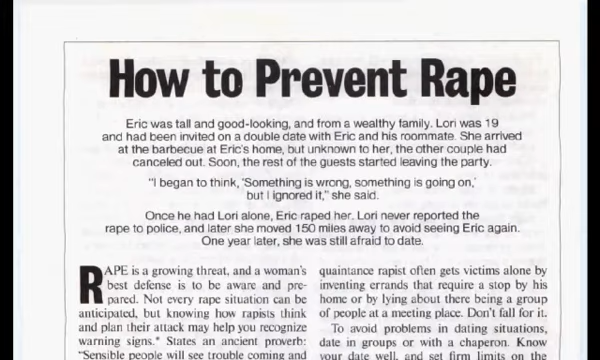 How to Prevent Rape
Eric was tall and good-looking, and from a wealthy family. Lori was 19
and had been invited on a double date with Eric and his roommate. She arrived
at the barbecue at Eric's home, but unknown to her, the other couple had
canceled out. Soon, the rest of the guests started leaving the party.
"I began to think, 'Something is wrong, something is going on,'
but I ignored it," she said.
Once he had Lori alone, Eric raped her. Lori never reported the
rape to police, and later she moved 150 miles away to avoid seeing Eric again.
One year later, she was still afraid to date.
RAPE is a growing threat, and a woman's
best defense is to be aware and pre-
pared. Not every rape situation can be
anticipated, but knowing how rapists think
and plan their attack may help you recognize
warning signs.* States an ancient proverb:
"Sensible people will see trouble coming and
quaintance rapist often gets victims alone by
inventing errands that require a stop by his
home or by lying about there being a group
of people at a meeting place. Don't fall for it.
To avoid problems in dating situations,
date in groups or with a chaperon. Know
your date well, and set firm limits on the